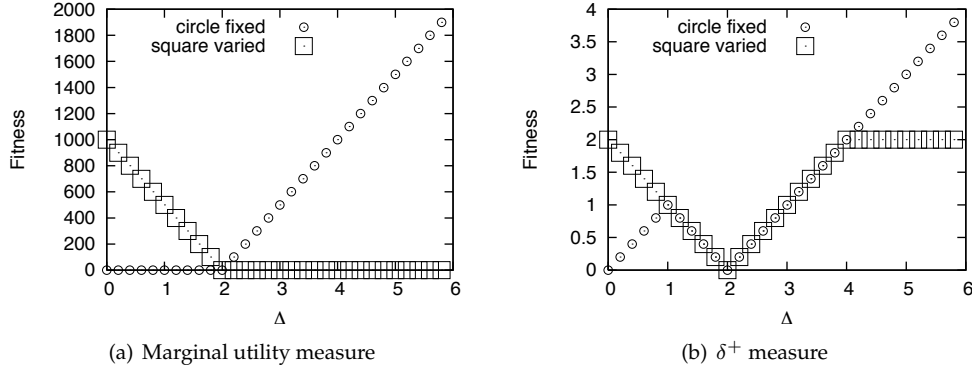 2000
1800
1600
1400
1200
1000
800
600
400
200
0
Fitness
circle fixed
square varied
0 1 2 3 4 5 6
Δ
(a) Marginal utility measure
4
3.5
3
2.5
2
1.5
1
0.5
0
Fitness
circle fixed
square varied
0 1 2 3 4 5 6
Δ
(b) δ⁺ measure